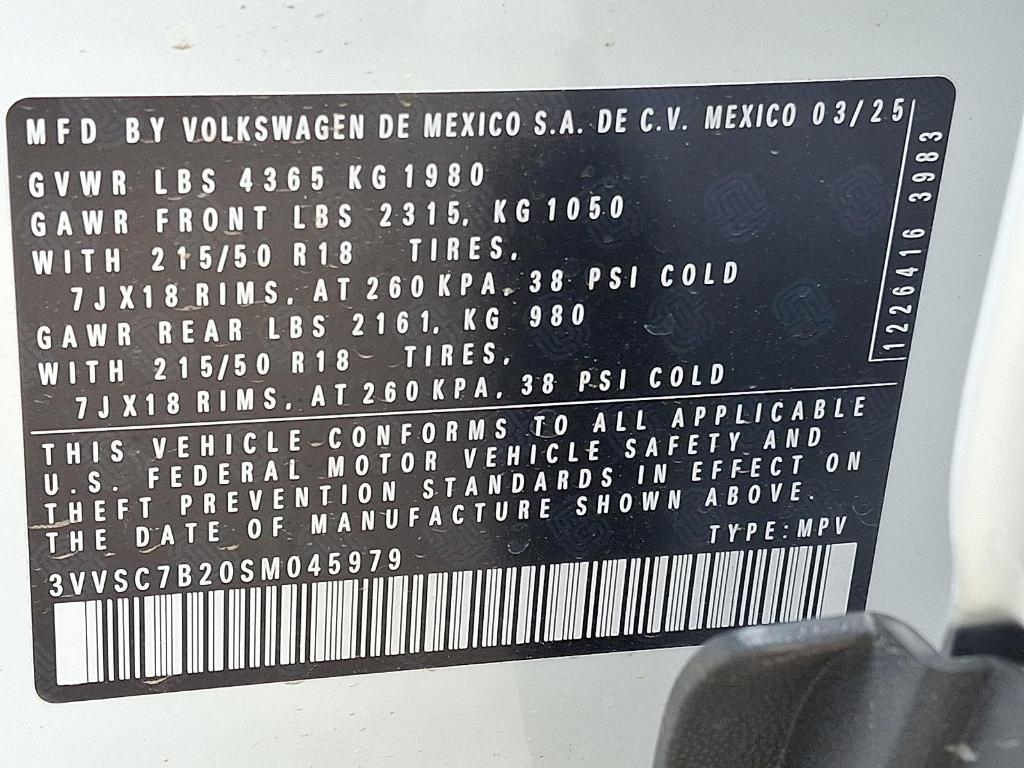 MFD BY VOLKSWAGEN DE MEXICO S.A. DE C.V. MEXICO 03/25
GVWR LBS 4365 KG 1980
GAWR FRONT LBS 2315, KG 1050
WITH 215/50 R18 TIRES,
7J X18 RIMS, AT 260 KPA, 38 PSI COLD
GAWR REAR LBS 2161, KG 980
WITH 215/50 R18 TIRES,
7J X18 RIMS, AT 260 KPA, 38 PSI COLD
1226416 3983
THIS VEHICLE CONFORMS TO ALL APPLICABLE
U.S. FEDERAL MOTOR VEHICLE SAFETY AND
THEFT PREVENTION STANDARDS IN EFFECT ON
THE DATE OF MANUFACTURE SHOWN ABOVE.
TYPE: MPV
3VVSC7B20SM045979